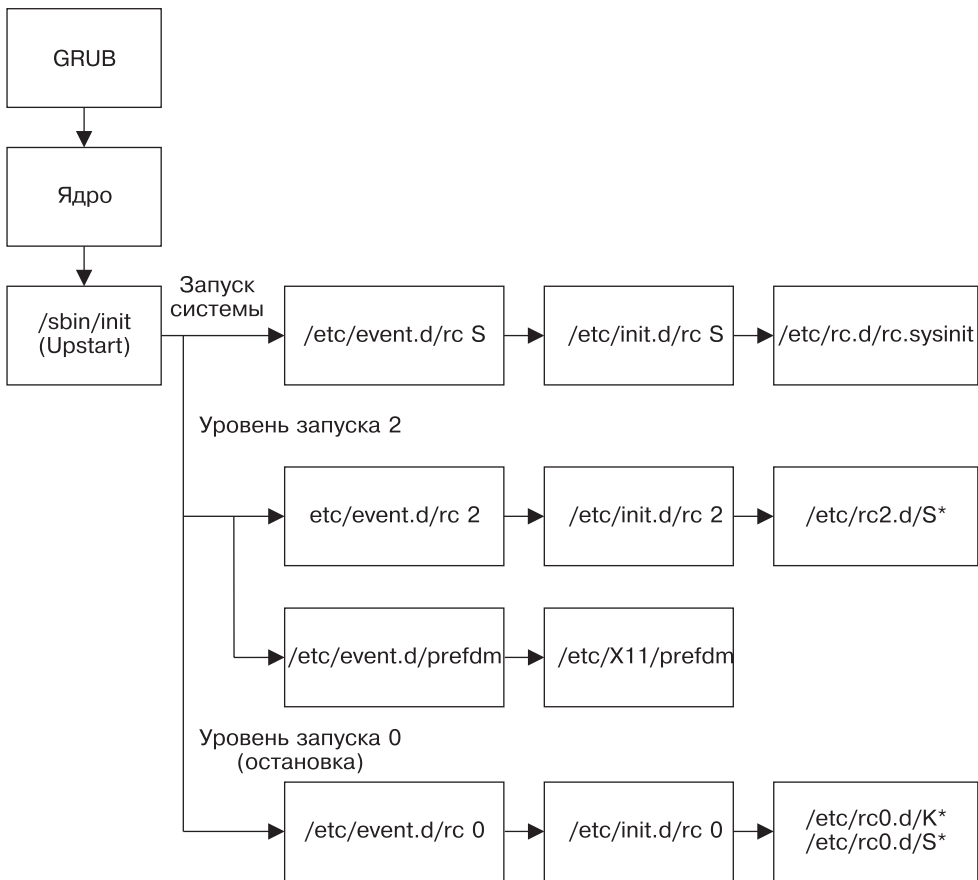 GRUB
Ядро
/sbin/init
(Upstart)
Запуск
системы
/etc/event.d/rc S
/etc/init.d/rc S
/etc/rc.d/rc.sysinit
Уровень запуска 2
etc/event.d/rc 2
/etc/init.d/rc 2
/etc/rc2.d/S*
/etc/event.d/prefdm
/etc/X11/prefdm
Уровень запуска 0
(остановка)
/etc/event.d/rc 0
/etc/init.d/rc 0
/etc/rc0.d/K*
/etc/rc0.d/S*